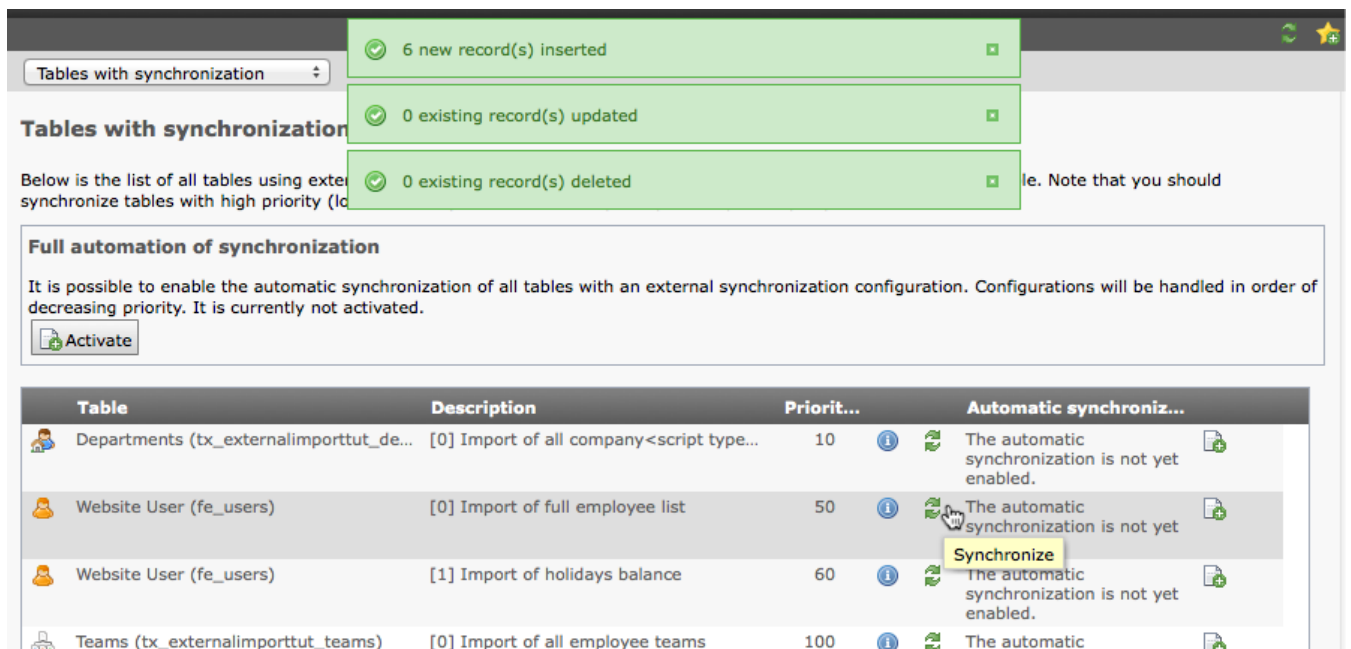 6 new record(s) inserted
Tables with synchronization
0 existing record(s) updated
Tables with synchronization
0 existing record(s) deleted
Below is the list of all tables using le. Note that you should
synchronize tables with high priority
Full automation of synchronization
It is possible to enable the automatic synchronization of all tables with an external synchronization configuration. Configurations will be handled in order of
decreasing priority. It is currently not activated.
Activate
Table Description Priorit... Automatic synchroniz...
Departments (tx_externalimporttut_de... [0] Import of all company<script type... 10 The automatic
synchronization is not yet
enabled.
Website User (fe_users) [0] Import of full employee list 50 The automatic
synchronization is not yet
Synchronize
Website User (fe_users) [1] Import of holidays balance 60 The automatic
synchronization is not yet
enabled.
Teams (tx_externalimporttut_teams) [0] Import of all employee teams 100 The automatic